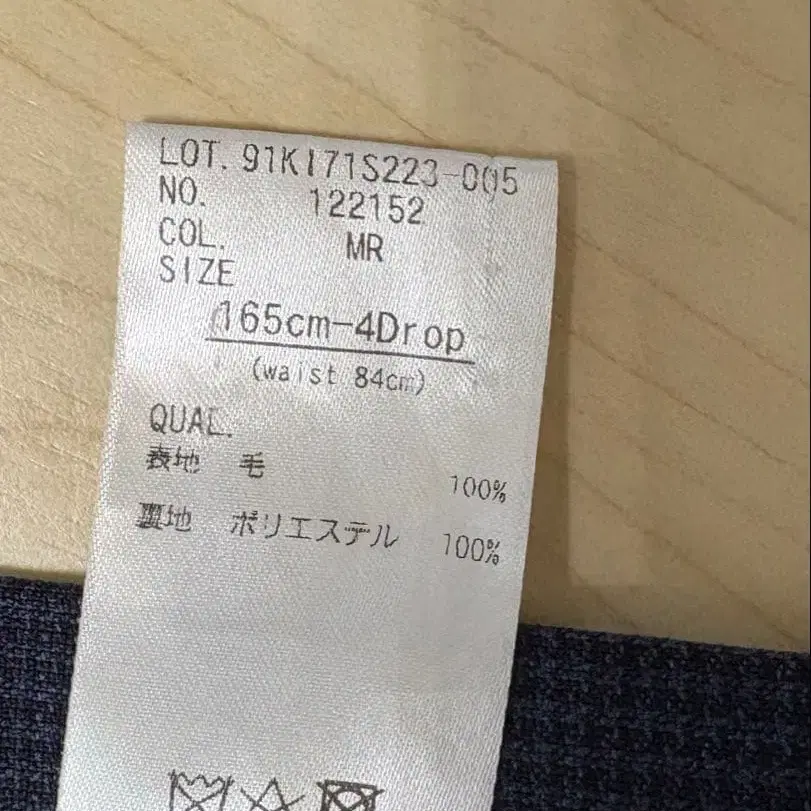 LOT. 91KI71S223-005
NO. 122152
COL. MR
SIZE
165cm-4Drop
(waist 84cm)
QUAL.
表地 毛 100%
裏地 ポリエステル 100%